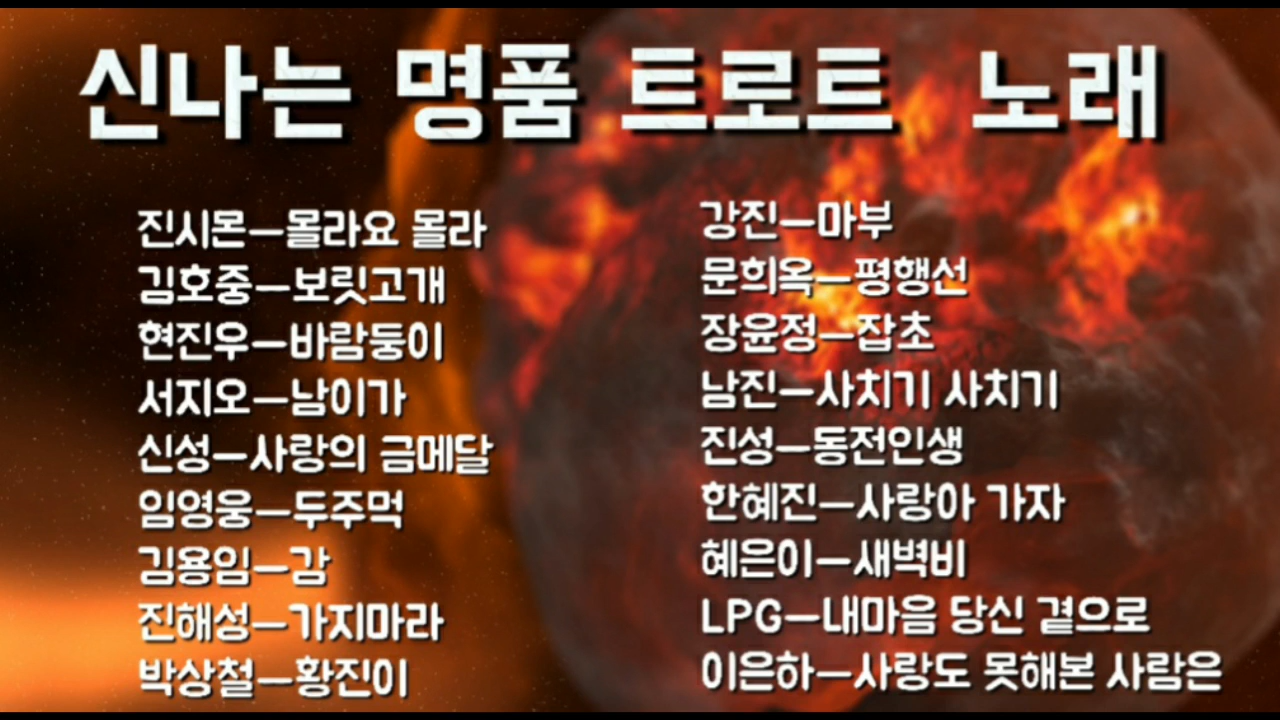 신나는 명품 트로트 노래
진시몬–몰라요 몰라
김호중–보릿고개
현진우–바람둥이
서지오–남이가
신성–사랑의 금메달
임영웅–두주먹
김용임–감
진해성–가지마라
박상철–황진이
강진–마부
문희옥–평행선
장윤정–잡초
남진–사치기 사치기
진성–동전인생
한혜진–사랑아 가자
혜은이–새벽비
LPG–내마음 당신 곁으로
이은하–사랑도 못해본 사람은